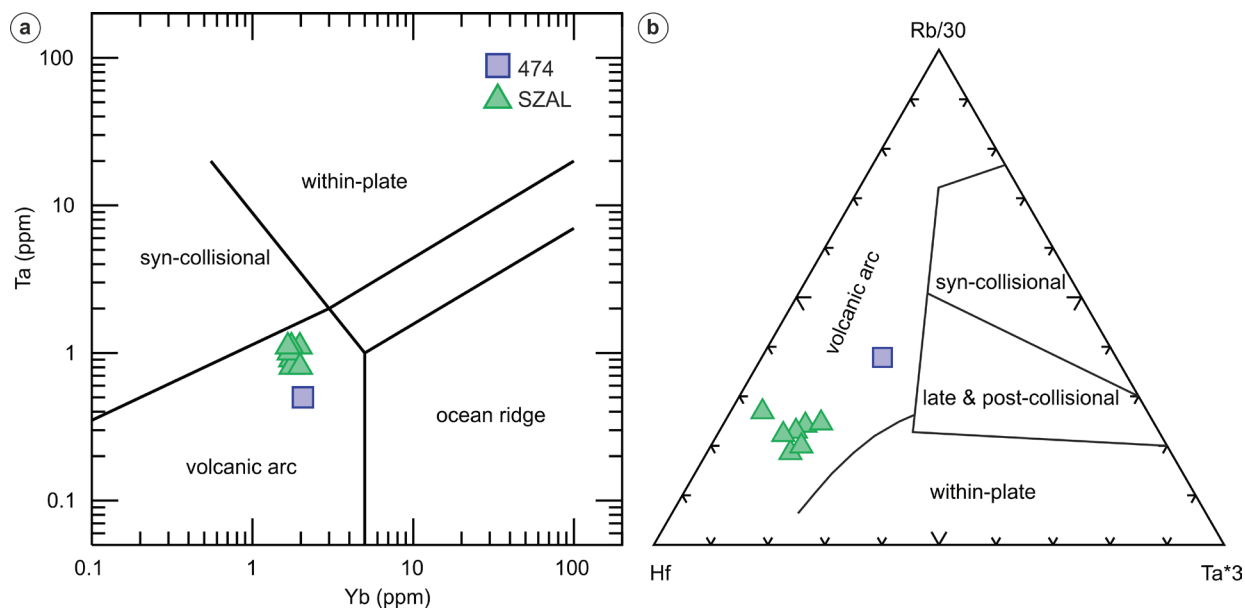 a
100
10
1
0.1
Ta (ppm)
474
SZAL
within-plate
syn-collisional
volcanic arc
ocean ridge
0.1
1
10
100
Yb (ppm)
b
Rb/30
volcanic arc
syn-collisional
late & post-collisional
within-plate
Hf
Ta*3